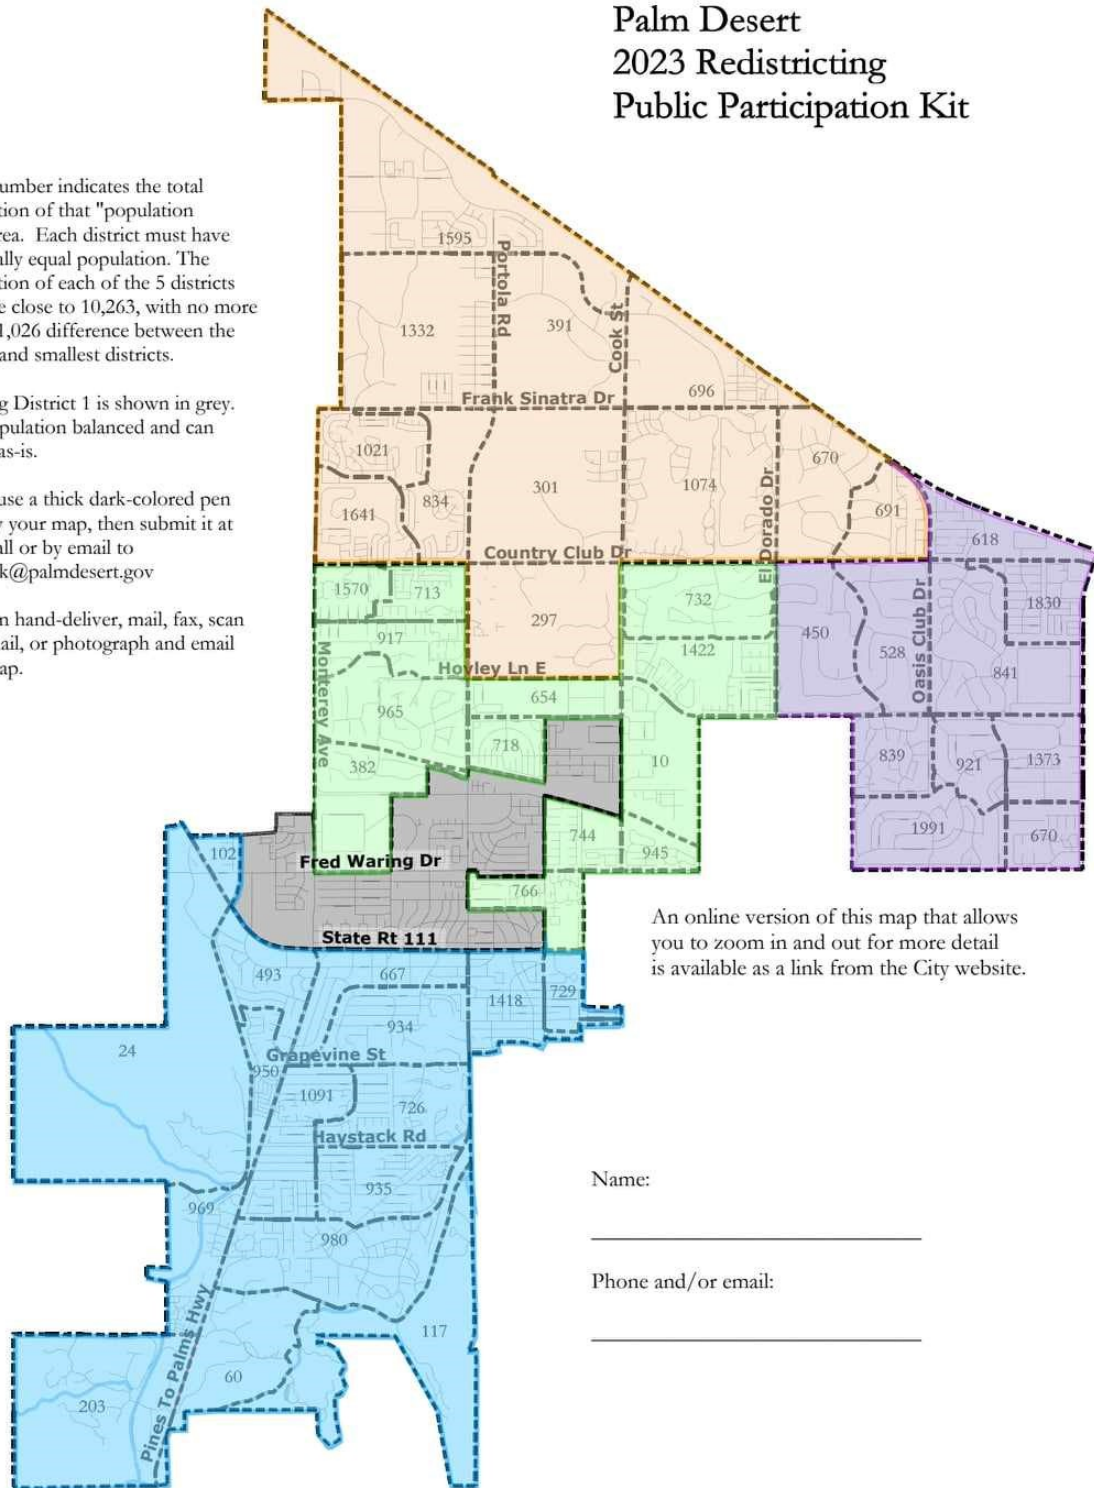 Palm Desert
2023 Redistricting
Public Participation Kit
umber indicates the total
tion of that "population
rea. Each district must have
ally equal population. The
tion of each of the 5 districts
e close to 10,263, with no more
1,026 difference between the
and smallest districts.
g District 1 is shown in grey.
pulation balanced and can
as-is.
use a thick dark-colored pen
y your map, then submit it at
all or by email to
k@palmdesert.gov
n hand-deliver, mail, fax, scan
ail, or photograph and email
ap.
1595
Portola Rd
391
1332
Cook St
696
Frank Sinatra Dr
1021
670
834
301
1074
1641
691
El Dorado Dr
Country Club Dr
618
1570
713
732
1830
297
917
450
528
Oasis Club Dr
1422
Hovley Ln E
841
Monterey Ave
654
965
718
382
10
839
921
1373
744
1991
670
945
102
Fred Waring Dr
766
State Rt 111
An online version of this map that allows
you to zoom in and out for more detail
is available as a link from the City website.
493
667
1418
729
934
24
Grapevine St
950
1091
726
Haystack Rd
935
969
980
Name:
Phone and/or email:
117
60
203
Pines To Palms Hwy